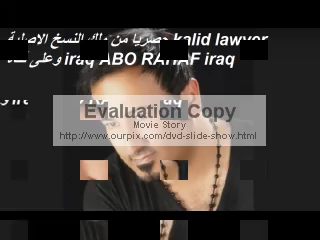 حصريا من ملك النسخ الاصلية kalid lawyer
وعلى iraq ABO RAHAF iraq
Evaluation Copy
Movie Story
http://www.ourpix.com/dvd-slide-show.html